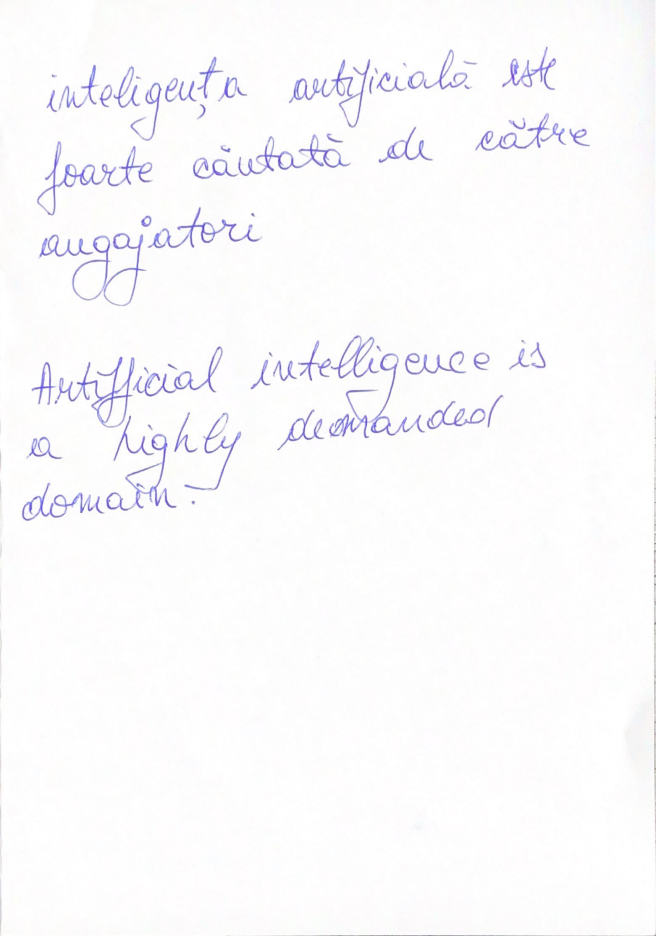 inteligența artificială este
foarte căutată de către
angajatori
Artifficial intelligence is
a highly demanded
domain.